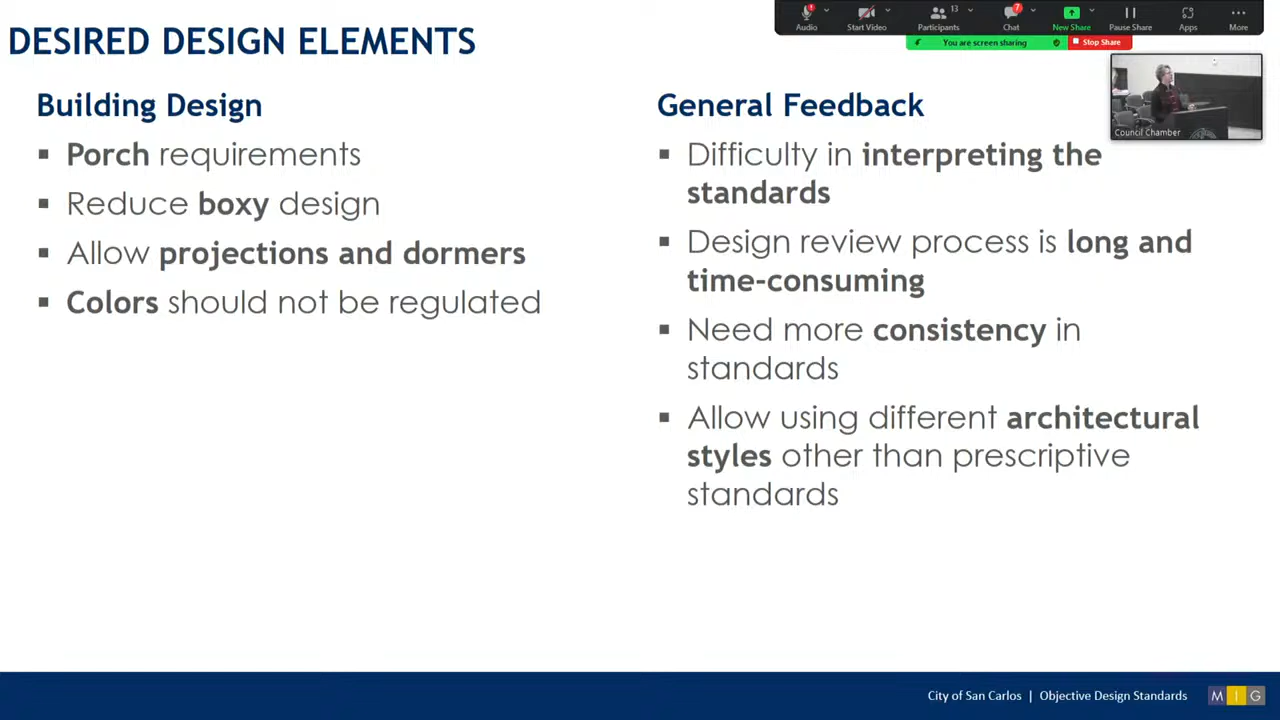 DESIRED DESIGN ELEMENTS
Audio
Start Video
13
Participants
7
Chat
New Share
Pause Share
Apps
More
You are screen sharing
Stop Share
Council Chamber
Building Design
▪ Porch requirements
▪ Reduce boxy design
▪ Allow projections and dormers
▪ Colors should not be regulated
General Feedback
▪ Difficulty in interpreting the
standards
▪ Design review process is long and
time-consuming
▪ Need more consistency in
standards
▪ Allow using different architectural
styles other than prescriptive
standards
City of San Carlos | Objective Design Standards
M I G